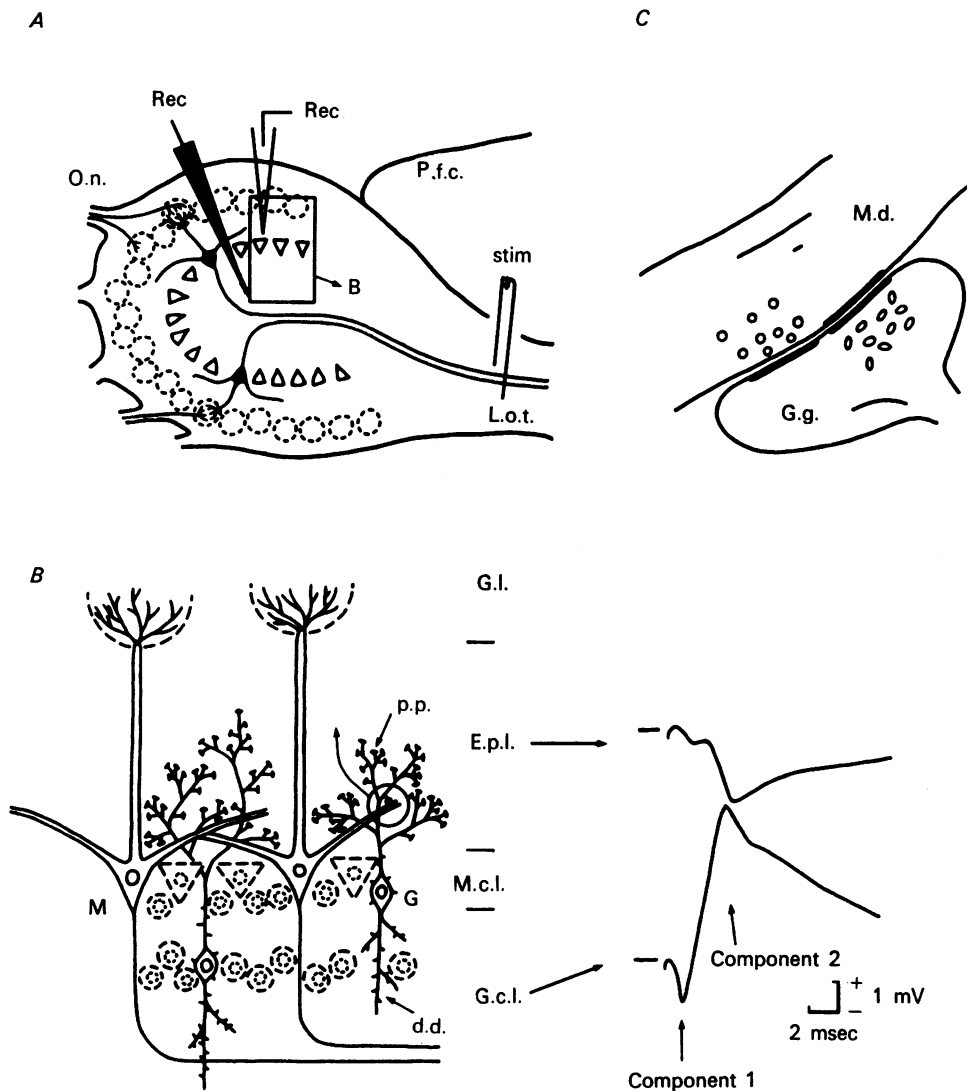 A
C
Rec
Rec
O.n.
P.f.c.
M.d.
stim
B
G.g.
L.o.t.
B
G.l.
p.p.
E.p.l.
M.c.l.
M
G
Component 2
G.c.l.
+
1 mV
−
2 msec
d.d.
Component 1